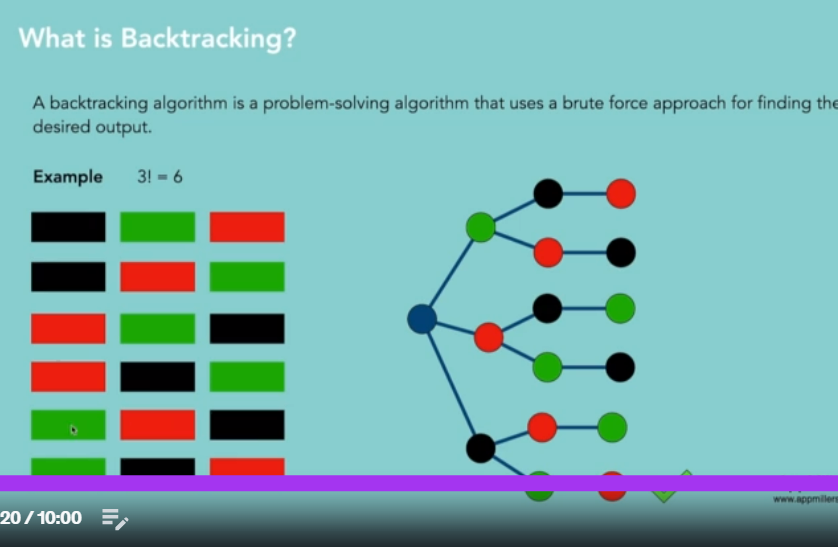 What is Backtracking?
A backtracking algorithm is a problem-solving algorithm that uses a brute force approach for finding the
desired output.
Example 3! = 6
www.appmillers
20 / 10:00